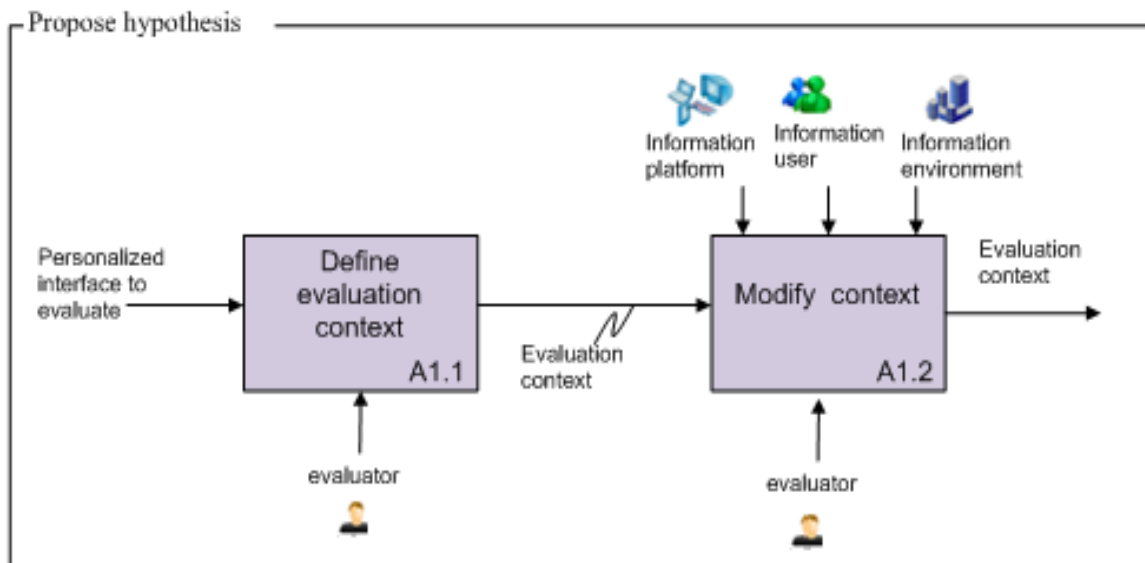 Propose hypothesis
Information
platform
Information
user
Information
environment
Personalized
interface to
evaluate
Define
evaluation
context
A1.1
Evaluation
context
Modify context
A1.2
Evaluation
context
evaluator
evaluator